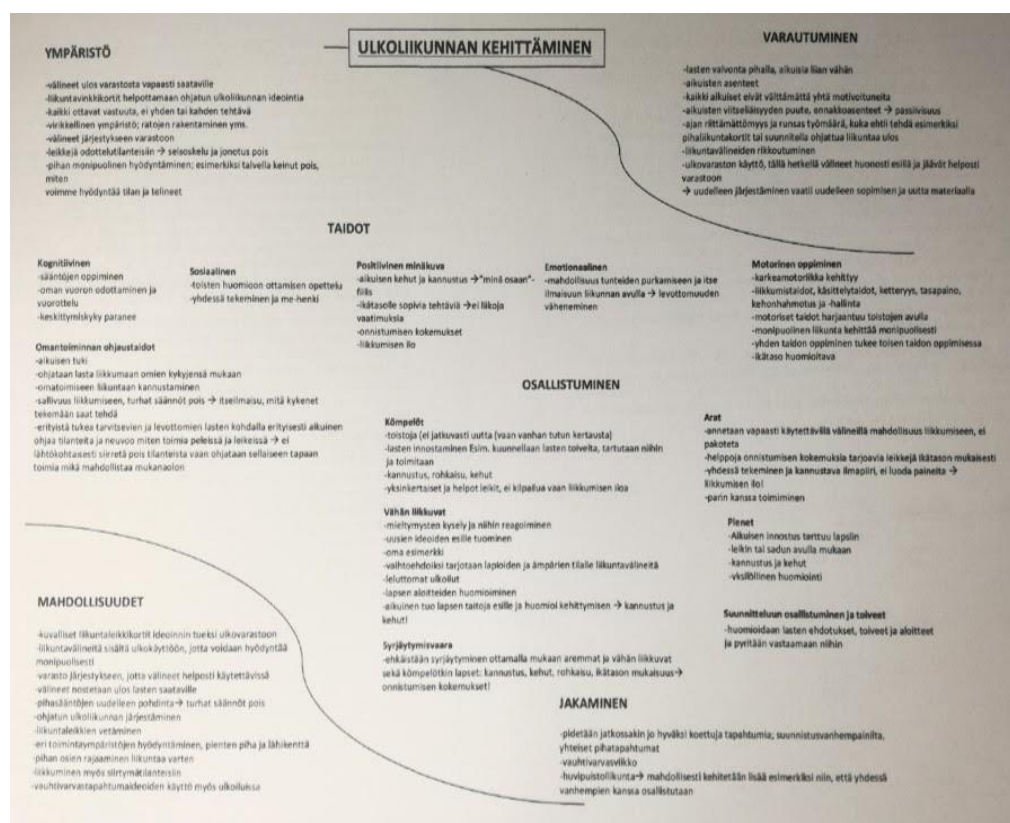 ULKOLIIKUNNAN KEHITTÄMINEN
YMPÄRISTÖ
-välineet ulos varastosta vapaasti saataville
-liikuntavinkkikortit helpottamaan ohjatun ulkoliikunnan ideointia
-kaikki ottavat vastuuta, ei yhden tai kahden tehtävä
-virikkellinen ympäristö; ratojen rakentaminen yms.
-välineet järjestykseen varastoon
-leikkejä odottelutilanteisiin → seisoskelu ja jonotus pois
-pihan monipuolinen hyödyntäminen; esimerkiksi talvella keinut pois,
miten
voimme hyödyntää tilan ja telineet
VARAUTUMINEN
-lasten valvonta pihalla, aikuisia liian vähän
-aikuisten asenteet
-kaikki aikuiset eivät välttämättä yhtä motivoituneita
-aikuisten viitseliäisyyden puute, ennakkoasenteet → passiivisuus
-ajan riittämättömyys ja runsas työmäärä, kuka ehtii tehdä esimerkiksi
pihaliikuntakortit tai suunnitella ohjattua liikuntaa ulos
-liikuntavälineiden rikkoutuminen
-ulkovaraston käyttö, tällä hetkellä välineet huonosti esillä ja jäävät helposti
varastoon
→ uudelleen järjestäminen vaatii uudelleen sopimisen ja uutta materiaalia
TAIDOT
Kognitiivinen
-sääntöjen oppiminen
-oman vuoron odottaminen ja
vuorottelu
-keskittymiskyky paranee
Sosiaalinen
-toisten huomioon ottamisen opettelu
-yhdessä tekeminen ja me-henki
Positiivinen minäkuva
-aikuisen kehut ja kannustus →"minä osaan"-
fiilis
-ikätasolle sopivia tehtäviä →ei liikoja
vaatimuksia
-onnistumisen kokemukset
-liikkumisen ilo
Emotionaalinen
-mahdollisuus tunteiden purkamiseen ja itse
ilmaisuun liikunnan avulla → levottomuuden
väheneminen
Motorinen oppiminen
-karkeamotoriikka kehittyy
-liikkumistaidot, käsittelytaidot, ketteryys, tasapaino,
kehonhahmotus ja -hallinta
-motoriset taidot harjaantuu toistojen avulla
-monipuolinen liikunta kehittää monipuolisesti
-yhden taidon oppiminen tukee toisen taidon oppimisessa
-ikätaso huomioitava
Omantoiminnan ohjaustaidot
-aikuisen tuki
-ohjataan lasta liikkumaan omien kykyjensä mukaan
-omatoimiseen liikuntaan kannustaminen
-sallivuus liikkumiseen, turhat säännöt pois → itseilmaisu, mitä kykenet
tekemään saat tehdä
-erityistä tukea tarvitsevien ja levottomien lasten kohdalla erityisesti aikuinen
ohjaa tilanteita ja neuvoo miten toimia peleissä ja leikeissä → ei
lähtökohtaisesti siirretä pois tilanteista vaan ohjataan sellaiseen tapaan
toimia mikä mahdollistaa mukanaolon
OSALLISTUMINEN
Kömpelöt
-toistoja (ei jatkuvasti uutta (vaan vanhan tutun kertausta)
-lasten innostaminen Esim. kuunnellaan lasten toiveita, tartutaan niihin
ja toimitaan
-kannustus, rohkaisu, kehut
-yksinkertaiset ja helpot leikit, ei kilpailua vaan liikkumisen iloa
Vähän liikkuvat
-mieltymysten kysely ja niihin reagoiminen
-uusien ideoiden esille tuominen
-oma esimerkki
-vaihtoehdoiksi tarjotaan lapioiden ja ämpärien tilalle liikuntavälineitä
-leluttomat ulkoilut
-lapsen aloitteiden huomioiminen
-aikuinen tuo lapsen taitoja esille ja huomioi kehittymisen → kannustus ja
kehut!
Syrjäytymisvaara
-ehkäistään syrjäytyminen ottamalla mukaan aremmat ja vähän liikkuvat
sekä kömpelötkin lapset: kannustus, kehut, rohkaisu, ikätason mukaisuus→
onnistumisen kokemukset!
Arat
-annetaan vapaasti käytettävillä välineillä mahdollisuus liikkumiseen, ei
pakoteta
-helppoja onnistumisen kokemuksia tarjoavia leikkejä ikätason mukaisesti
-yhdessä tekeminen ja kannustava ilmapiiri, ei luoda paineita →
liikkumisen ilo!
-parin kanssa toimiminen
Pienet
-Aikuisen innostus tarttuu lapsiin
-leikin tai sadun avulla mukaan
-kannustus ja kehut
-yksilöllinen huomiointi
Suunnitteluun osallistuminen ja toiveet
-huomioidaan lasten ehdotukset, toiveet ja aloitteet
ja pyritään vastaamaan niihin
MAHDOLLISUUDET
-kuvalliset liikuntaleikkikortit ideoinnin tueksi ulkovarastoon
-liikuntavälineitä sisältä ulkokäyttöön, jotta voidaan hyödyntää
monipuolisesti
-varasto järjestykseen, jotta välineet helposti käytettävissä
-välineet nostetaan ulos lasten saataville
-pihasääntöjen uudelleen pohdinta→ turhat säännöt pois
-ohjatun ulkoliikunnan järjestäminen
-liikuntaleikkien vetäminen
-eri toimintaympäristöjen hyödyntäminen, pienten piha ja lähikenttä
-pihan osien rajaaminen liikuntaa varten
-liikkuminen myös siirtymätilanteisiin
-vauhtivarvastapahtumaideoiden käyttö myös ulkoiluissa
JAKAMINEN
-pidetään jatkossakin jo hyväksi koettuja tapahtumia; suunnistusvanhempainilta,
yhteiset pihatapahtumat
-vauhtivarvasviikko
-huvipuistoliikunta→ mahdollisesti kehitetään lisää esimerkiksi niin, että yhdessä
vanhempien kanssa osallistutaan